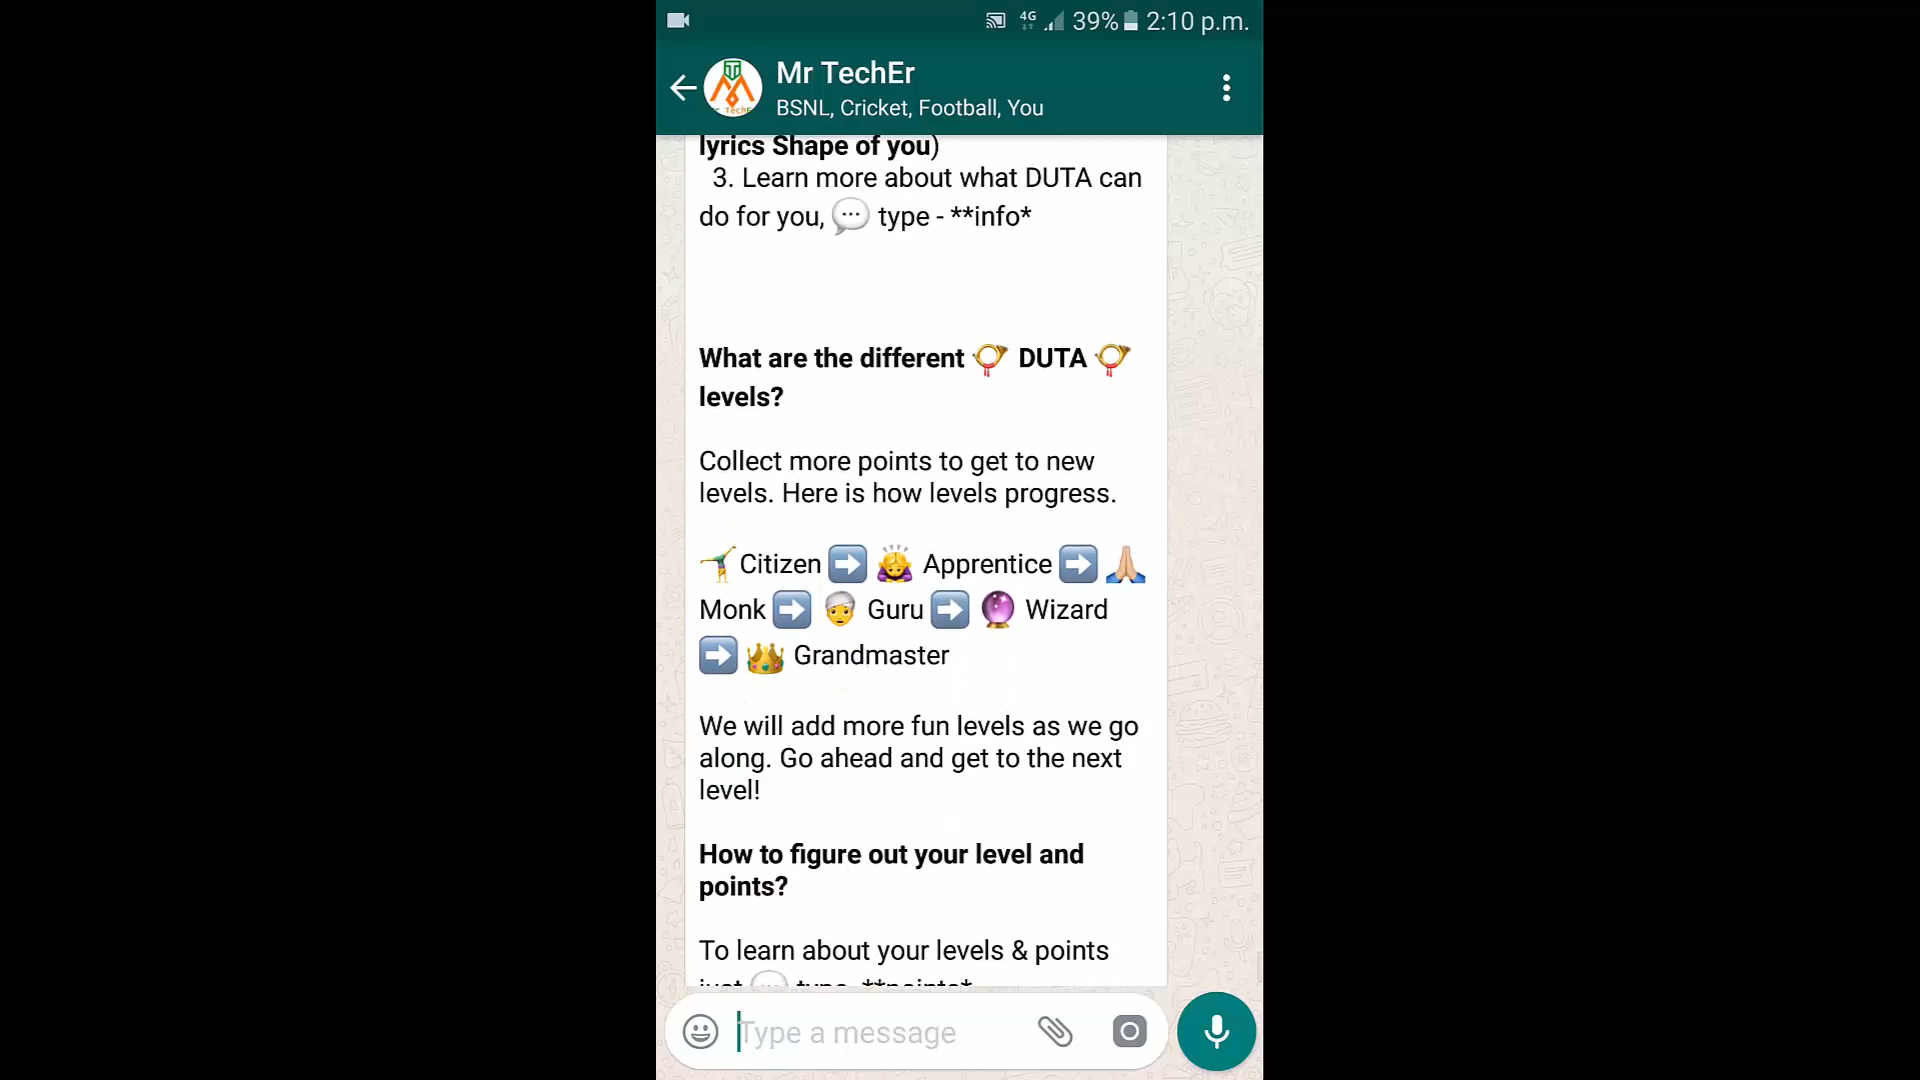 4G 39% 2:10 p.m.
Mr TechEr
BSNL, Cricket, Football, You
lyrics Shape of you)
3. Learn more about what DUTA can
do for you, 💬 type - **info*
What are the different 📯 DUTA 📯
levels?
Collect more points to get to new
levels. Here is how levels progress.
🤸 Citizen ➡️ 🙇 Apprentice ➡️ 🙏
Monk ➡️ 👳 Guru ➡️ 🔮 Wizard
➡️ 👑 Grandmaster
We will add more fun levels as we go
along. Go ahead and get to the next
level!
How to figure out your level and
points?
To learn about your levels & points
just 💬 type **points*
Type a message